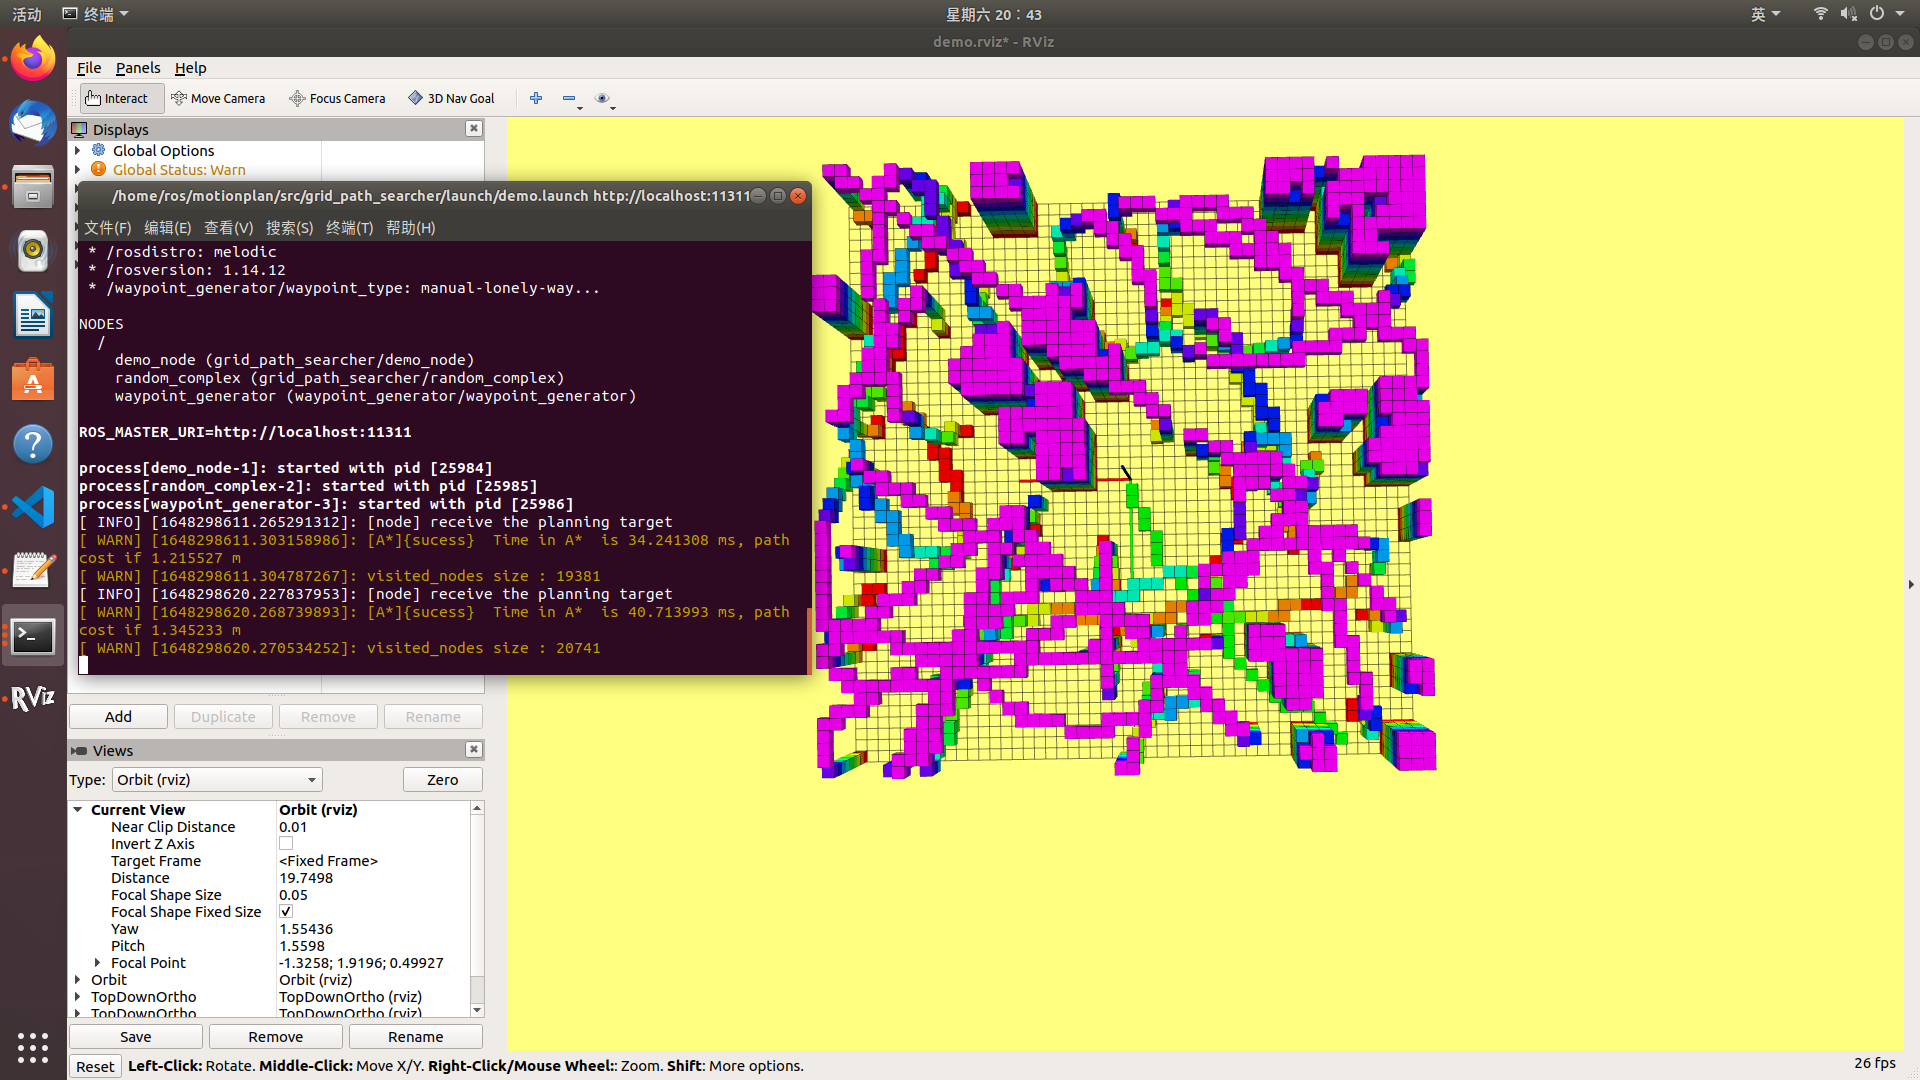 活动
终端
星期六 20：43
英
demo.rviz* - RViz
File Panels Help
Interact Move Camera Focus Camera 3D Nav Goal
Displays
Global Options
Global Status: Warn
/home/ros/motionplan/src/grid_path_searcher/launch/demo.launch http://localhost:11311
文件(F) 编辑(E) 查看(V) 搜索(S) 终端(T) 帮助(H)
* /rosdistro: melodic
* /rosversion: 1.14.12
* /waypoint_generator/waypoint_type: manual-lonely-way...
NODES
/
demo_node (grid_path_searcher/demo_node)
random_complex (grid_path_searcher/random_complex)
waypoint_generator (waypoint_generator/waypoint_generator)
ROS_MASTER_URI=http://localhost:11311
process[demo_node-1]: started with pid [25984]
process[random_complex-2]: started with pid [25985]
process[waypoint_generator-3]: started with pid [25986]
[ INFO] [1648298611.265291312]: [node] receive the planning target
[ WARN] [1648298611.303158986]: [A*]{sucess}  Time in A*  is 34.241308 ms, path
cost if 1.215527 m
[ WARN] [1648298611.304787267]: visited_nodes size : 19381
[ INFO] [1648298620.227837953]: [node] receive the planning target
[ WARN] [1648298620.268739893]: [A*]{sucess}  Time in A*  is 40.713993 ms, path
cost if 1.345233 m
[ WARN] [1648298620.270534252]: visited_nodes size : 20741
RViz
Add Duplicate Remove Rename
Views
Type: Orbit (rviz) Zero
Current View Orbit (rviz)
Near Clip Distance 0.01
Invert Z Axis
Target Frame <Fixed Frame>
Distance 19.7498
Focal Shape Size 0.05
Focal Shape Fixed Size
Yaw 1.55436
Pitch 1.5598
Focal Point -1.3258; 1.9196; 0.49927
Orbit Orbit (rviz)
TopDownOrtho TopDownOrtho (rviz)
TopDownOrtho TopDownOrtho (rviz)
Save Remove Rename
Reset Left-Click: Rotate. Middle-Click: Move X/Y. Right-Click/Mouse Wheel:: Zoom. Shift: More options.
26 fps